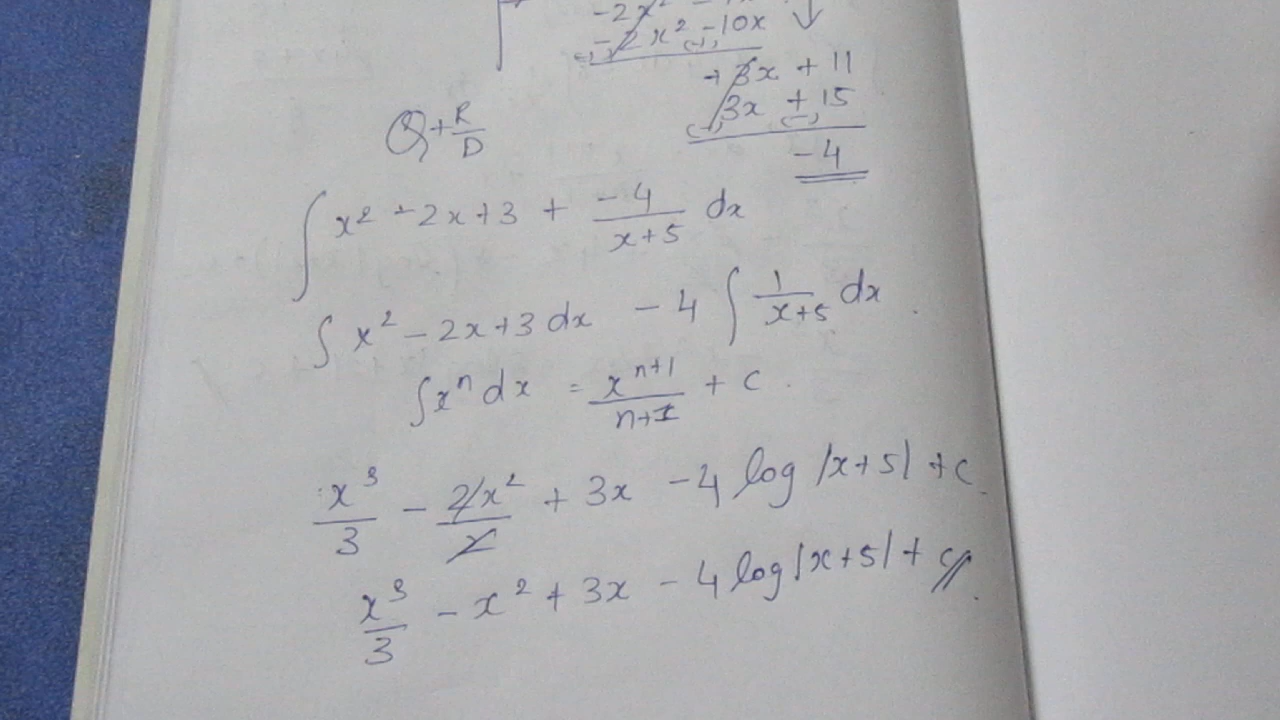 -2x² - 
-2x² -10x
(-) (-)
+3x + 11
3x + 15
(-) (-)
-4
Q + R/D
∫ x² - 2x + 3 + -4/(x+5) dx
∫ x² - 2x + 3 dx - 4 ∫ 1/(x+5) dx
∫ xⁿ dx = xⁿ⁺¹/(n+1) + c
x³/3 - 2x²/2 + 3x - 4 log |x+5| + c
x³/3 - x² + 3x - 4 log |x+5| + c